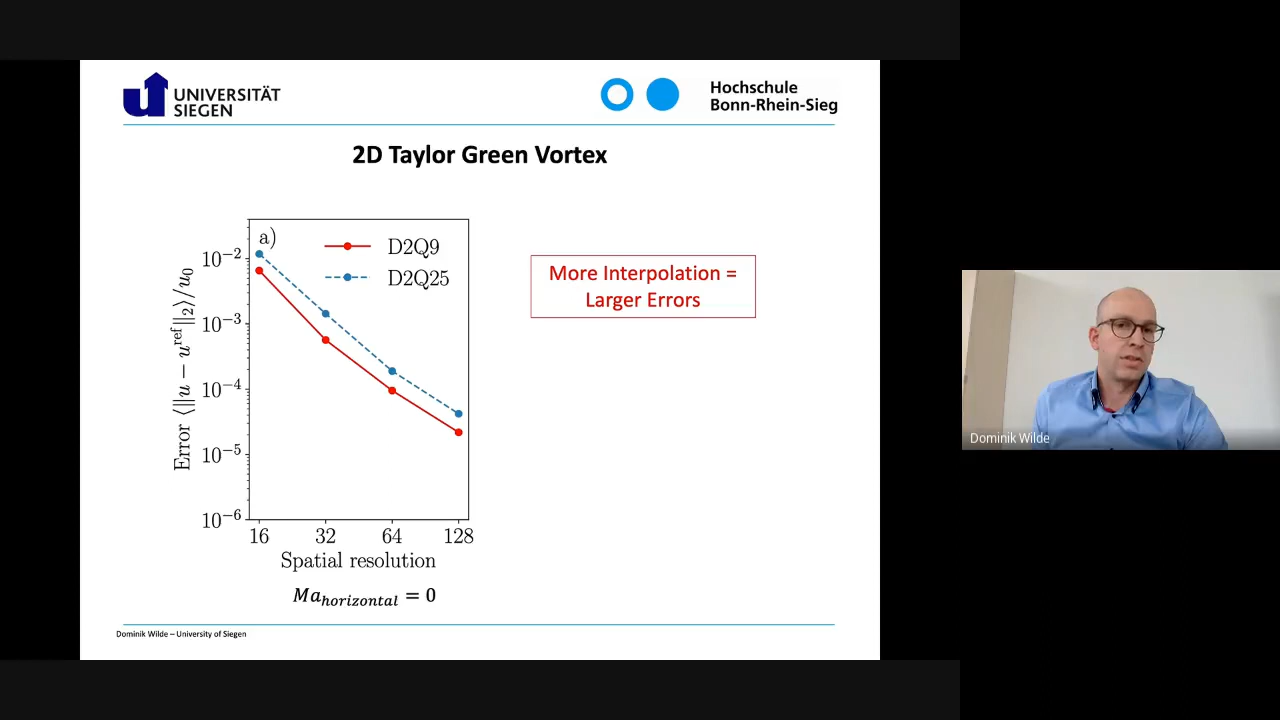 UNIVERSITÄT
SIEGEN
Hochschule
Bonn-Rhein-Sieg
2D Taylor Green Vortex
a)
D2Q9
D2Q25
10⁻²
10⁻³
10⁻⁴
10⁻⁵
10⁻⁶
Error ⟨‖u − u^ref‖₂⟩/u₀
16 32 64 128
Spatial resolution
Ma_horizontal = 0
More Interpolation =
Larger Errors
Dominik Wilde – University of Siegen
Dominik Wilde